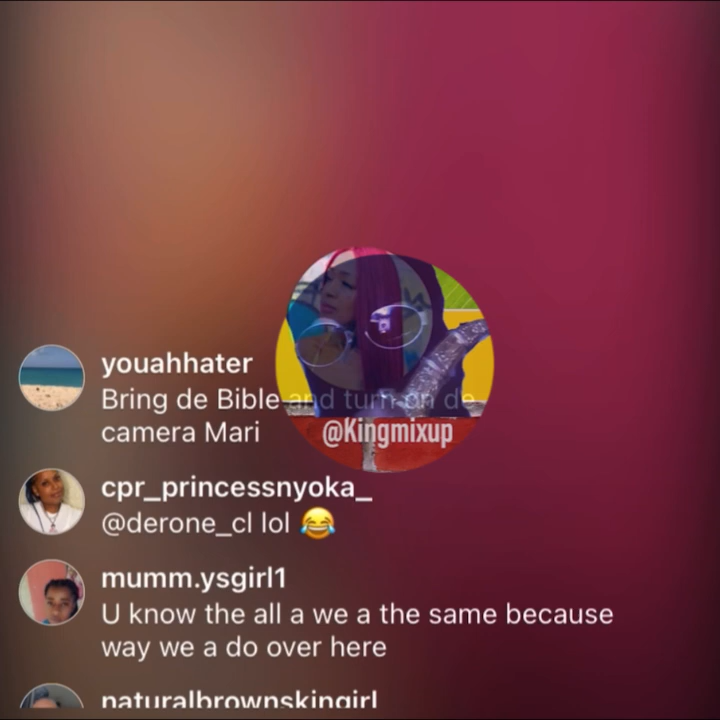 youahhater
Bring de Bible and turn on de
camera Mari
@Kingmixup
cpr_princessnyoka_
@derone_cl lol 😂
mumm.ysgirl1
U know the all a we a the same because
way we a do over here
naturalbrownskingirl